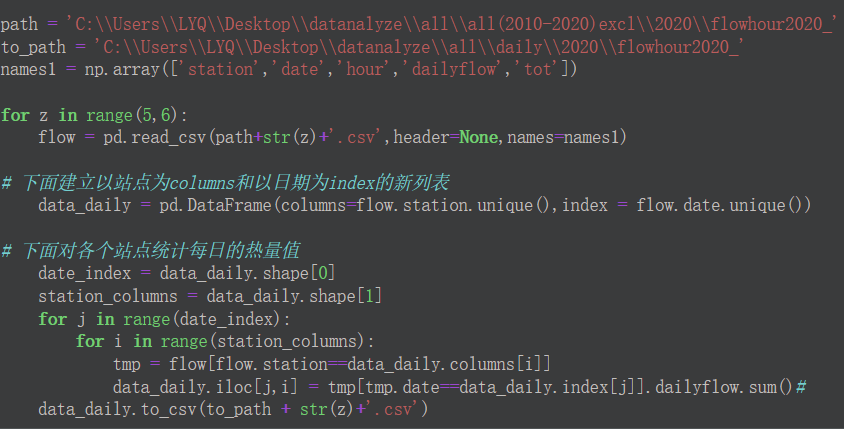 path = 'C:\\Users\\LYQ\\Desktop\\datanalyze\\all\\all(2010-2020)excl\\2020\\flowhour2020_'
to_path = 'C:\\Users\\LYQ\\Desktop\\datanalyze\\all\\daily\\2020\\flowhour2020_'
names1 = np.array(['station','date','hour','dailyflow','tot'])
for z in range(5,6):
    flow = pd.read_csv(path+str(z)+'.csv',header=None,names=names1)
# 下面建立以站点为columns和以日期为index的新列表
    data_daily = pd.DataFrame(columns=flow.station.unique(),index = flow.date.unique())
# 下面对各个站点统计每日的热量值
    date_index = data_daily.shape[0]
    station_columns = data_daily.shape[1]
    for j in range(date_index):
        for i in range(station_columns):
            tmp = flow[flow.station==data_daily.columns[i]]
            data_daily.iloc[j,i] = tmp[tmp.date==data_daily.index[j]].dailyflow.sum()#
    data_daily.to_csv(to_path + str(z)+'.csv')